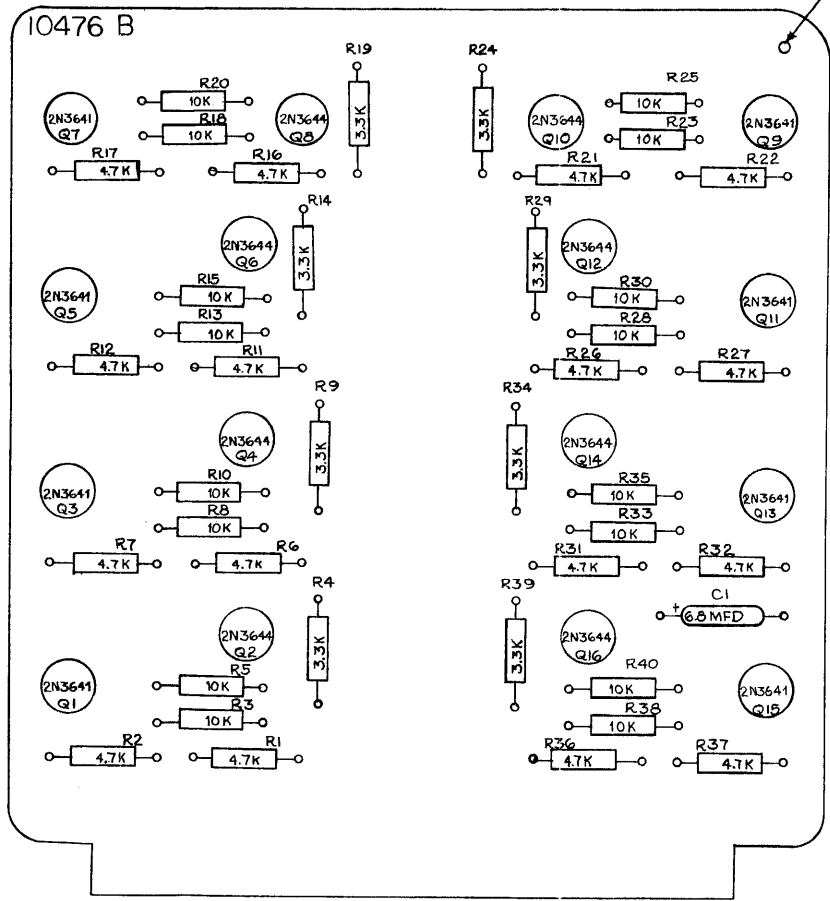 10476 B
R19
R24
R20
R25
10K
10K
2N3641
Q7
R18
2N3644
Q8
3.3K
3.3K
2N3644
Q10
R23
2N3641
Q9
10K
10K
R17
R16
R21
R22
4.7K
4.7K
4.7K
4.7K
R14
R29
2N3644
Q6
3.3K
3.3K
2N3644
Q12
R15
R30
2N3641
Q5
10K
10K
2N3641
Q11
R13
R28
10K
10K
R12
R11
R26
R27
4.7K
4.7K
4.7K
4.7K
R9
R34
2N3644
Q4
3.3K
3.3K
2N3644
Q14
R10
R35
2N3641
Q3
10K
10K
2N3641
Q13
R8
R33
10K
10K
R7
R6
R31
R32
4.7K
4.7K
4.7K
4.7K
R4
R39
C1
+
6.8 MFD
2N3644
Q2
3.3K
3.3K
2N3644
Q16
R5
R40
2N3641
Q1
10K
10K
2N3641
Q15
R3
R38
10K
10K
R2
R1
R36
R37
4.7K
4.7K
4.7K
4.7K